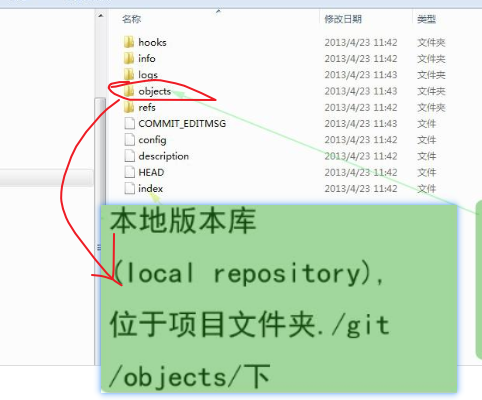 名称 修改日期 类型
hooks 2013/4/23 11:42 文件夹
info 2013/4/23 11:42 文件夹
logs 2013/4/23 11:43 文件夹
objects 2013/4/23 11:43 文件夹
refs 2013/4/23 11:42 文件夹
COMMIT_EDITMSG 2013/4/23 11:43 文件
config 2013/4/23 11:42 文件
description 2013/4/23 11:42 文件
HEAD 2013/4/23 11:42 文件
index 2013/4/23 11:43 文件
本地版本库
(local repository),
位于项目文件夹./git
/objects/下